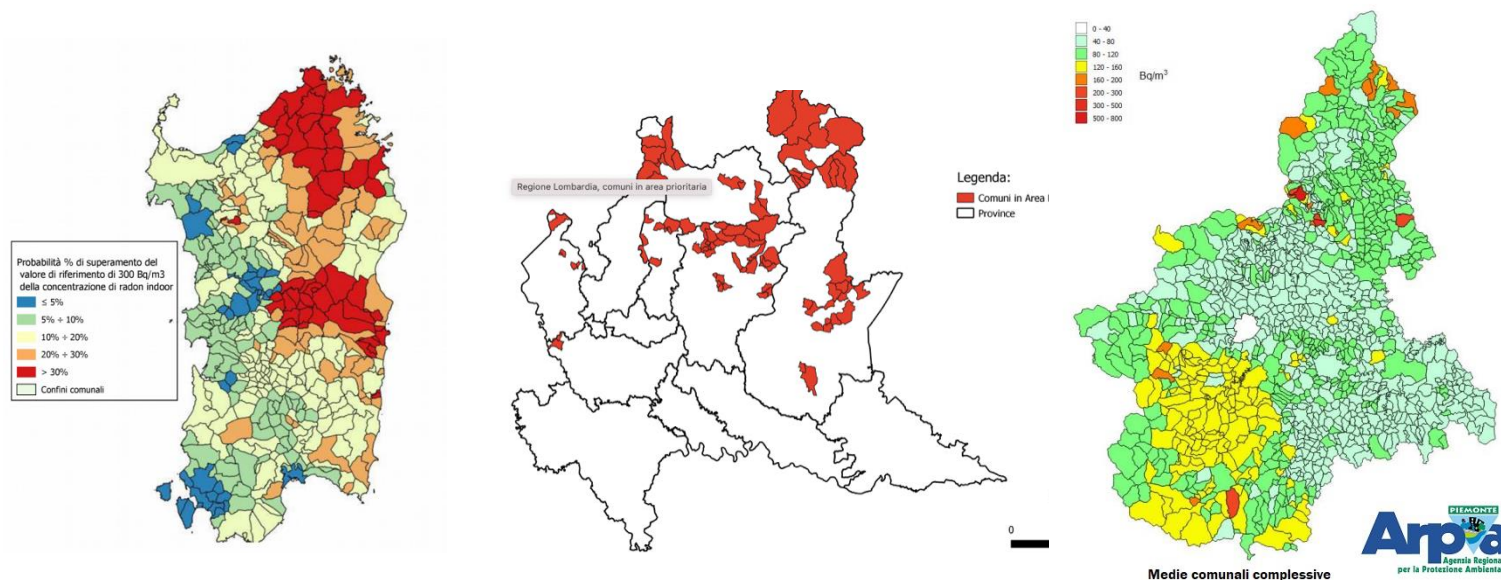 Probabilità % di superamento del
valore di riferimento di 300 Bq/m3
della concentrazione di radon indoor
≤ 5%
5% ÷ 10%
10% ÷ 20%
20% ÷ 30%
> 30%
Confini comunali
Regione Lombardia, comuni in area prioritaria
Legenda:
Comuni in Area
Province
0
0 - 40
40 - 80
80 - 120
120 - 160
160 - 200
200 - 300
300 - 500
500 - 800
Bq/m³
Medie comunali complessive
PIEMONTE
Arpa
Agenzia Regiona
per la Protezione Ambienta